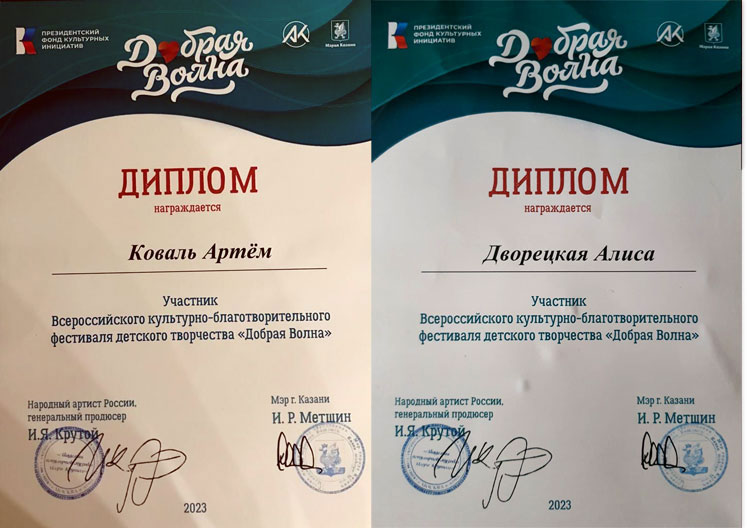 ПРЕЗИДЕНТСКИЙ
ФОНД КУЛЬТУРНЫХ
ИНИЦИАТИВ
Добрая
Волна
АК
Мэрия Казани
ДИПЛОМ
награждается
Коваль Артём
Участник
Всероссийского культурно-благотворительного
фестиваля детского творчества «Добрая Волна»
Народный артист России,
генеральный продюсер
И.Я. Крутой
Мэр г. Казани
И. Р. Метшин
2023
ПРЕЗИДЕНТСКИЙ
ФОНД КУЛЬТУРНЫХ
ИНИЦИАТИВ
Добрая
Волна
АК
Мэрия Казани
ДИПЛОМ
награждается
Дворецкая Алиса
Участник
Всероссийского культурно-благотворительного
фестиваля детского творчества «Добрая Волна»
Народный артист России,
генеральный продюсер
И.Я. Крутой
Мэр г. Казани
И. Р. Метшин
2023